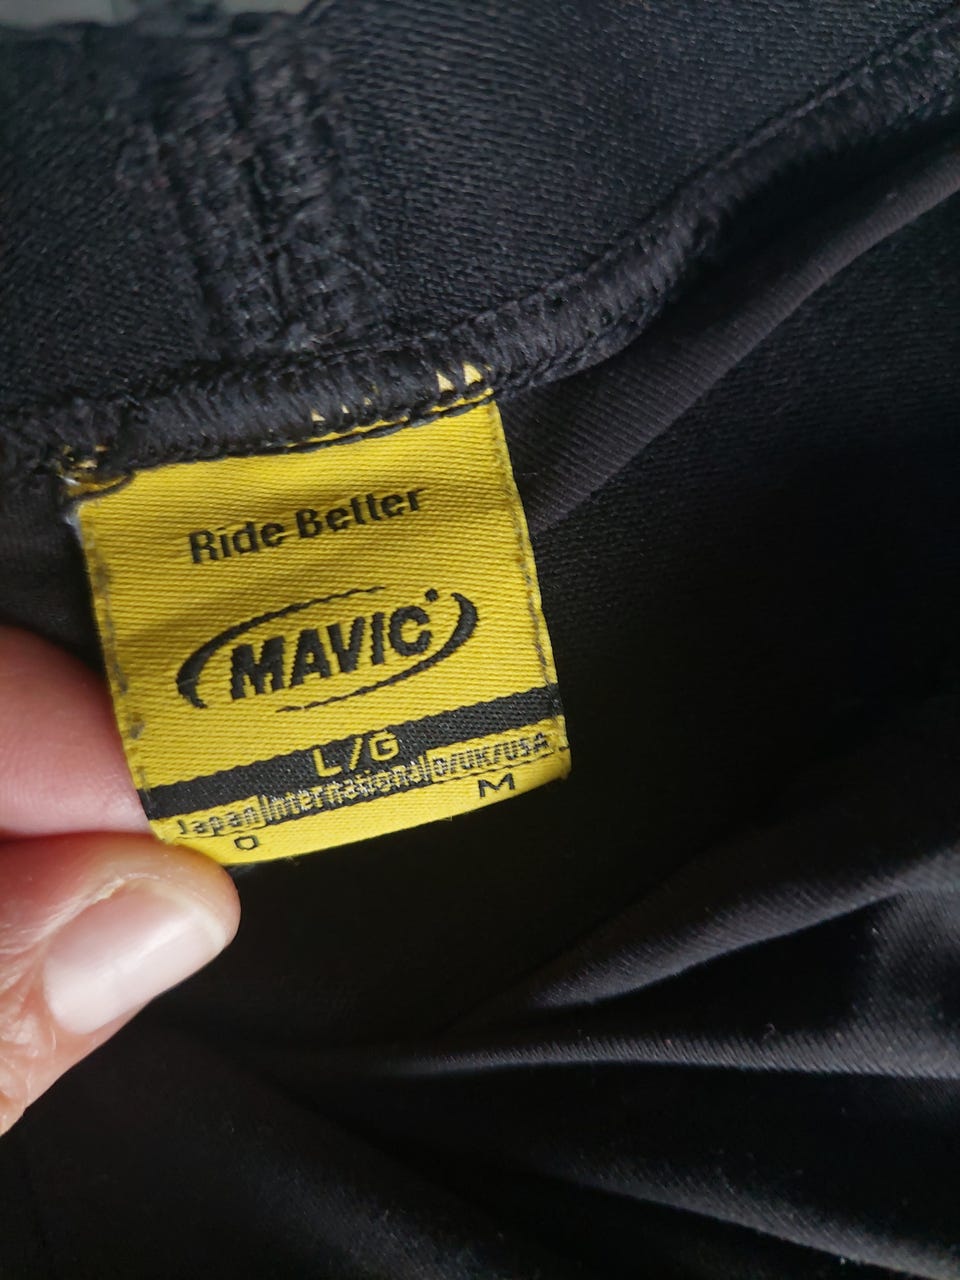 Ride Better
MAVIC
L/G
Japan|International|D/UK/USA
O M